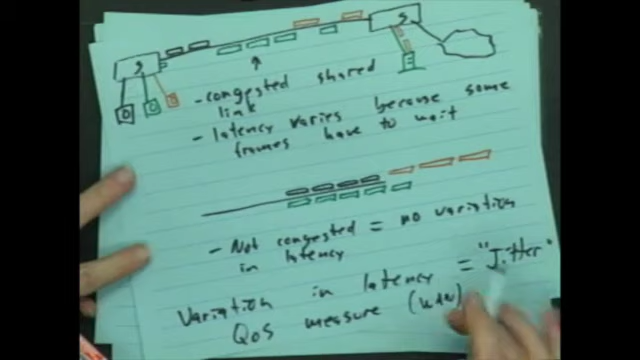 S
S
- congested shared
link
- latency varies because some
frames have to wait
- Not congested = no variation
in latency
Variation in latency = "Jitter"
QoS measure (WAN)